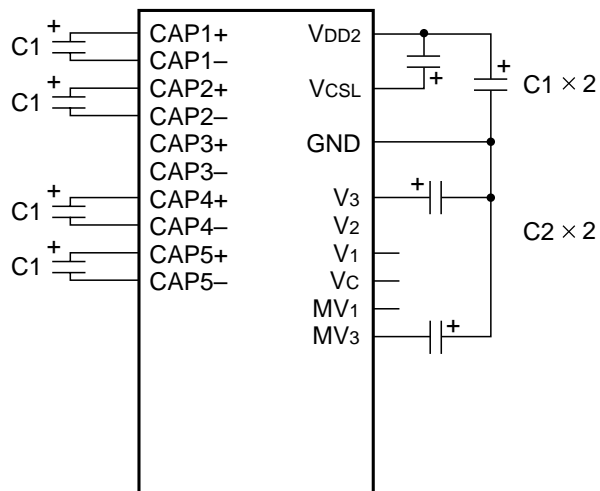 C1 + CAP1+ VDD2 +
CAP1– 
C1 + CAP2+ VCSL + C1 × 2
CAP2–
CAP3+ GND
CAP3–
C1 + CAP4+ V3 +
CAP4– V2 C2 × 2
C1 + CAP5+ V1
CAP5– VC
MV1
MV3 +